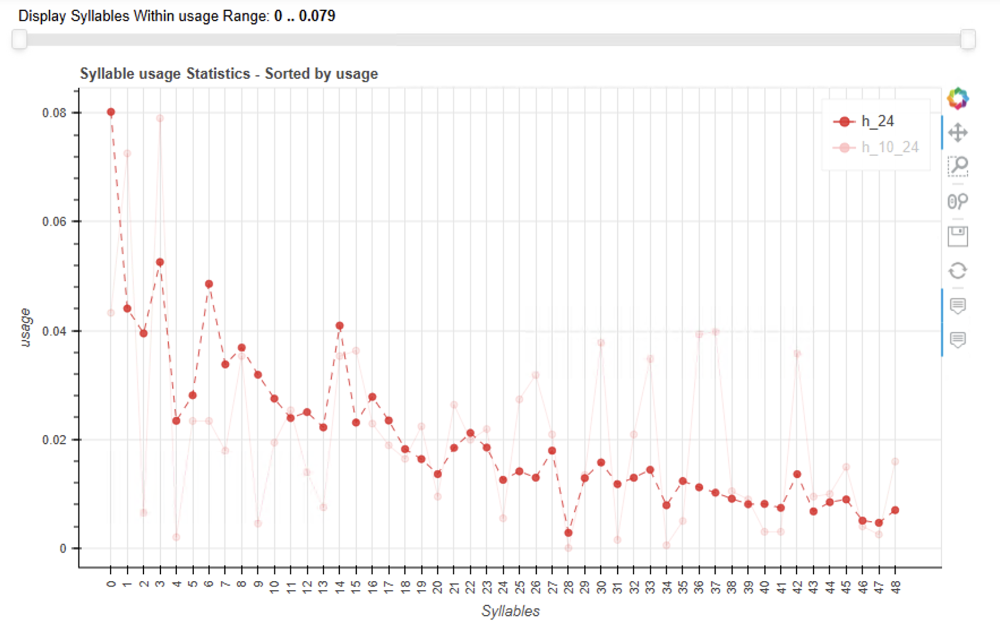 Display Syllables Within usage Range: 0 .. 0.079
Syllable usage Statistics - Sorted by usage
h_24
h_10_24
0.08
0.06
0.04
0.02
0
usage
0 1 2 3 4 5 6 7 8 9 10 11 12 13 14 15 16 17 18 19 20 21 22 23 24 25 26 27 28 29 30 31 32 33 34 35 36 37 38 39 40 41 42 43 44 45 46 47 48
Syllables